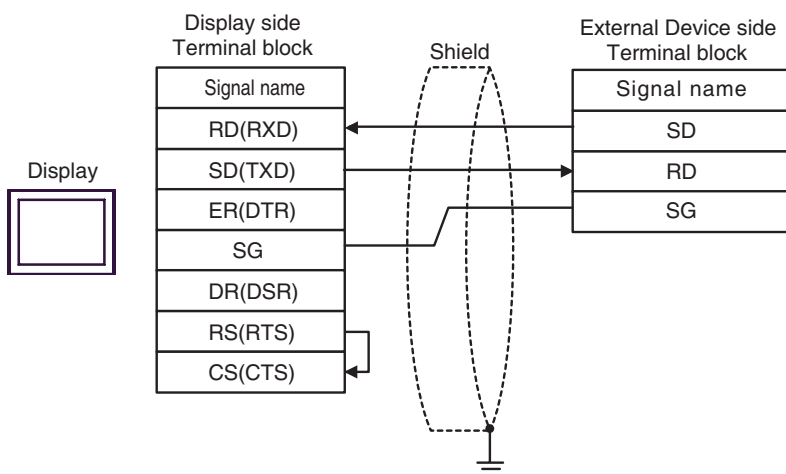 Display side
Terminal block
Signal name
RD(RXD)
SD(TXD)
ER(DTR)
SG
DR(DSR)
RS(RTS)
CS(CTS)
Display
Shield
External Device side
Terminal block
Signal name
SD
RD
SG